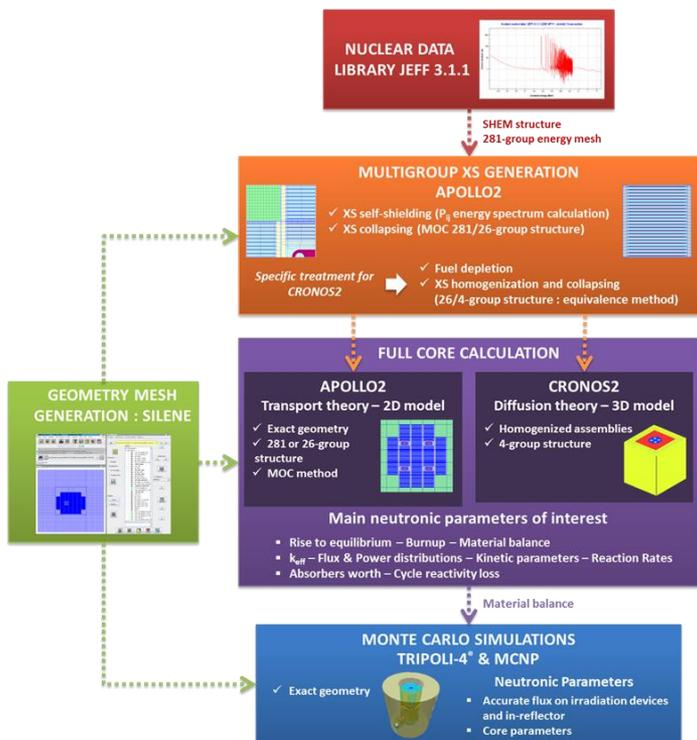 NUCLEAR DATA
LIBRARY JEFF 3.1.1
SHEM structure
281-group energy mesh
MULTIGROUP XS GENERATION
APOLLO2
✓ XS self-shielding (Pij energy spectrum calculation)
✓ XS collapsing (MOC 281/26-group structure)
Specific treatment for
CRONOS2
✓ Fuel depletion
✓ XS homogenization and collapsing
(26/4-group structure : equivalence method)
GEOMETRY MESH
GENERATION : SILENE
FULL CORE CALCULATION
APOLLO2
Transport theory – 2D model
✓ Exact geometry
✓ 281 or 26-group
structure
✓ MOC method
CRONOS2
Diffusion theory – 3D model
✓ Homogenized assemblies
✓ 4-group structure
Main neutronic parameters of interest
▪ Rise to equilibrium – Burnup – Material balance
▪ keff – Flux & Power distributions – Kinetic parameters – Reaction Rates
▪ Absorbers worth – Cycle reactivity loss
Material balance
MONTE CARLO SIMULATIONS
TRIPOLI-4® & MCNP
✓ Exact geometry
Neutronic Parameters
▪ Accurate flux on irradiation devices
and in-reflector
▪ Core parameters